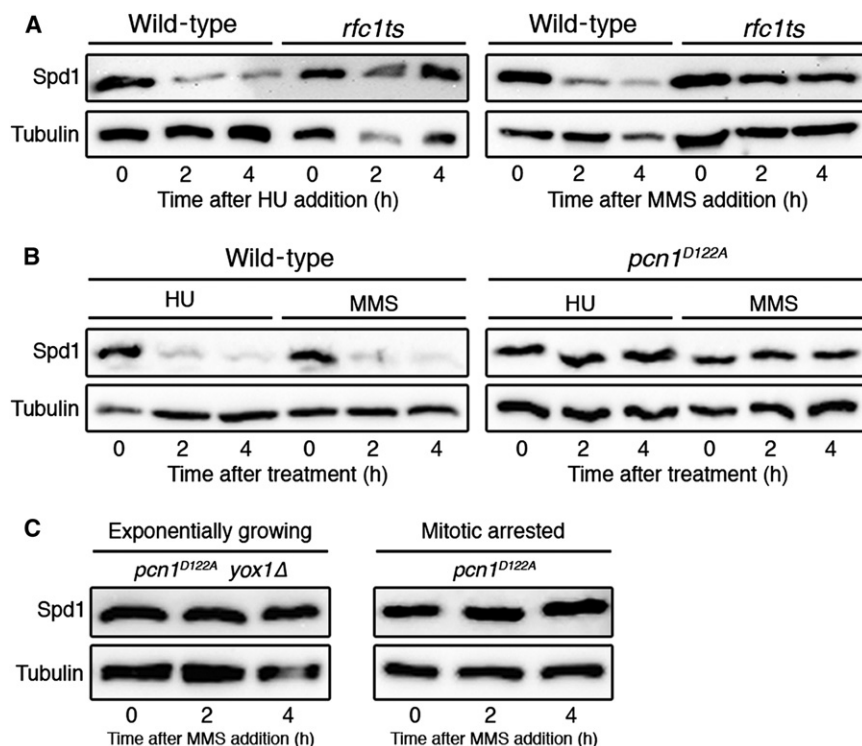 A
Wild-type rfc1ts Wild-type rfc1ts
Spd1
Tubulin
0 2 4 0 2 4 0 2 4 0 2 4
Time after HU addition (h) Time after MMS addition (h)
B
Wild-type pcn1D122A
HU MMS HU MMS
Spd1
Tubulin
0 2 4 0 2 4 0 2 4 0 2 4
Time after treatment (h) Time after treatment (h)
C
Exponentially growing Mitotic arrested
pcn1D122A yox1Δ pcn1D122A
Spd1
Tubulin
0 2 4 0 2 4
Time after MMS addition (h) Time after MMS addition (h)